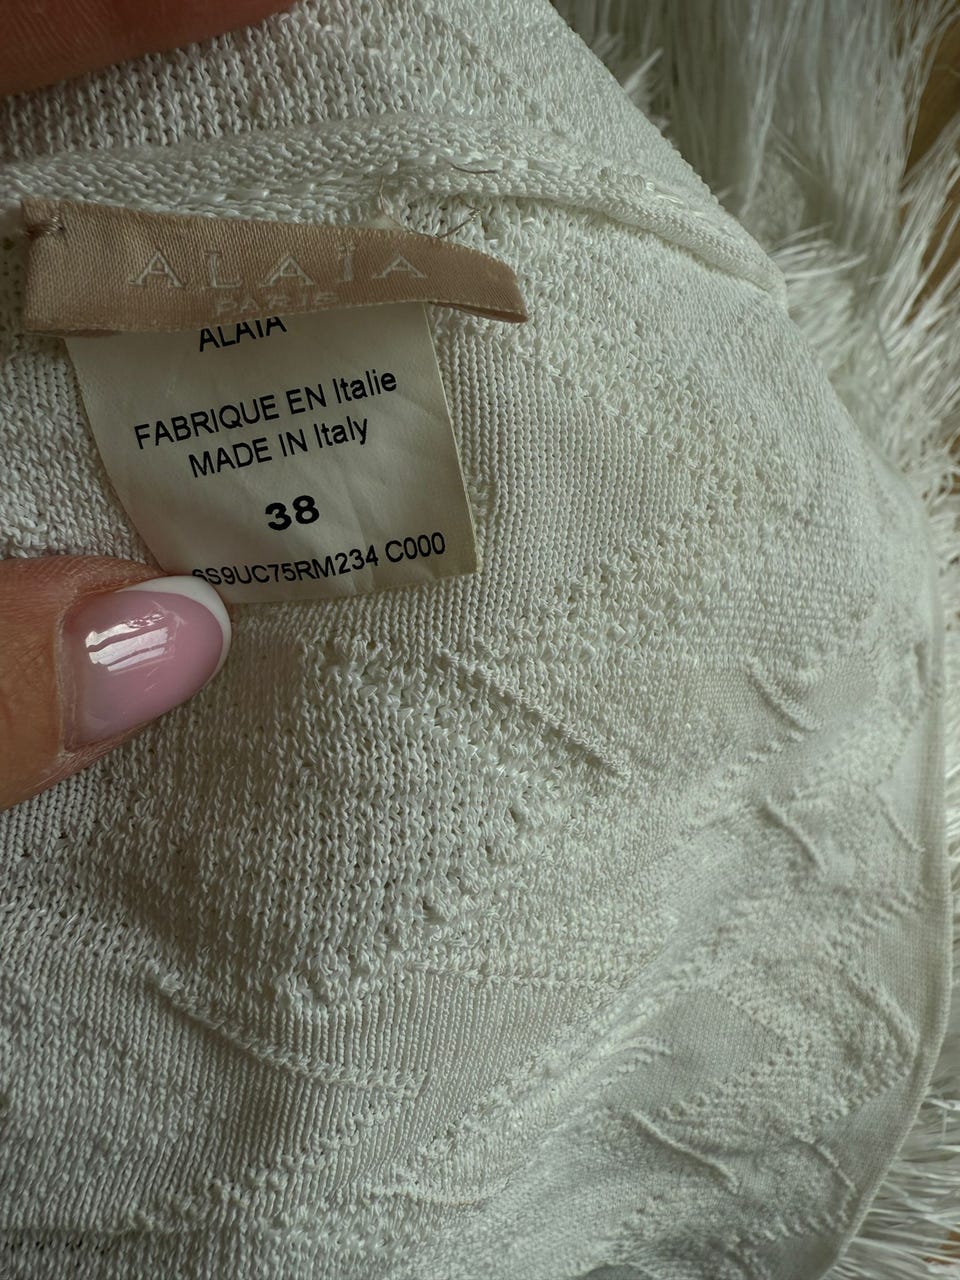 ALAÏA
PARIS
ALAÏA
FABRIQUE EN Italie
MADE IN Italy
38
6S9UC75RM234 C000